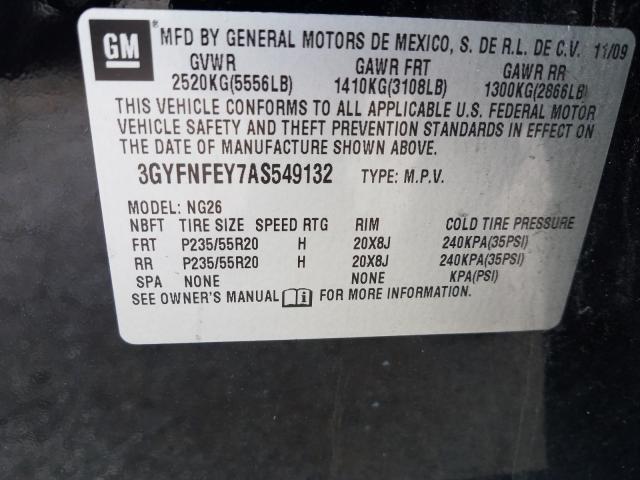 GM MFD BY GENERAL MOTORS DE MEXICO, S. DE R.L. DE C.V. 11/09
GVWR GAWR FRT GAWR RR
2520KG(5556LB) 1410KG(3108LB) 1300KG(2866LB)
THIS VEHICLE CONFORMS TO ALL APPLICABLE U.S. FEDERAL MOTOR
VEHICLE SAFETY AND THEFT PREVENTION STANDARDS IN EFFECT ON
THE DATE OF MANUFACTURE SHOWN ABOVE.
3GYFNFEY7AS549132 TYPE: M.P.V.
MODEL: NG26
NBFT TIRE SIZE SPEED RTG RIM COLD TIRE PRESSURE
FRT P235/55R20 H 20X8J 240KPA(35PSI)
RR P235/55R20 H 20X8J 240KPA(35PSI)
SPA NONE NONE KPA(PSI)
SEE OWNER'S MANUAL FOR MORE INFORMATION.